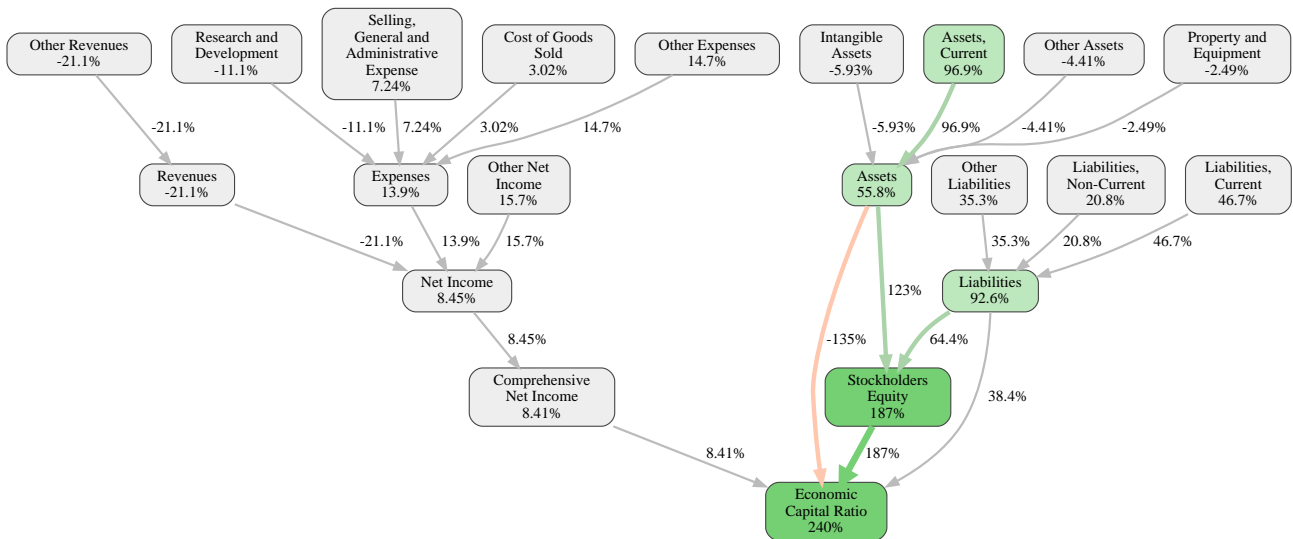 Other Revenues
-21.1%
Research and
Development
-11.1%
Selling,
General and
Administrative
Expense
7.24%
Cost of Goods
Sold
3.02%
Other Expenses
14.7%
Intangible
Assets
-5.93%
Assets,
Current
96.9%
Other Assets
-4.41%
Property and
Equipment
-2.49%
-21.1%
-11.1%
7.24%
3.02%
14.7%
-5.93%
96.9%
-4.41%
-2.49%
Revenues
-21.1%
Expenses
13.9%
Other Net
Income
15.7%
Assets
55.8%
Other
Liabilities
35.3%
Liabilities,
Non-Current
20.8%
Liabilities,
Current
46.7%
-21.1%
13.9%
15.7%
35.3%
20.8%
46.7%
Net Income
8.45%
123%
Liabilities
92.6%
8.45%
-135%
64.4%
Comprehensive
Net Income
8.41%
Stockholders
Equity
187%
38.4%
8.41%
187%
Economic
Capital Ratio
240%